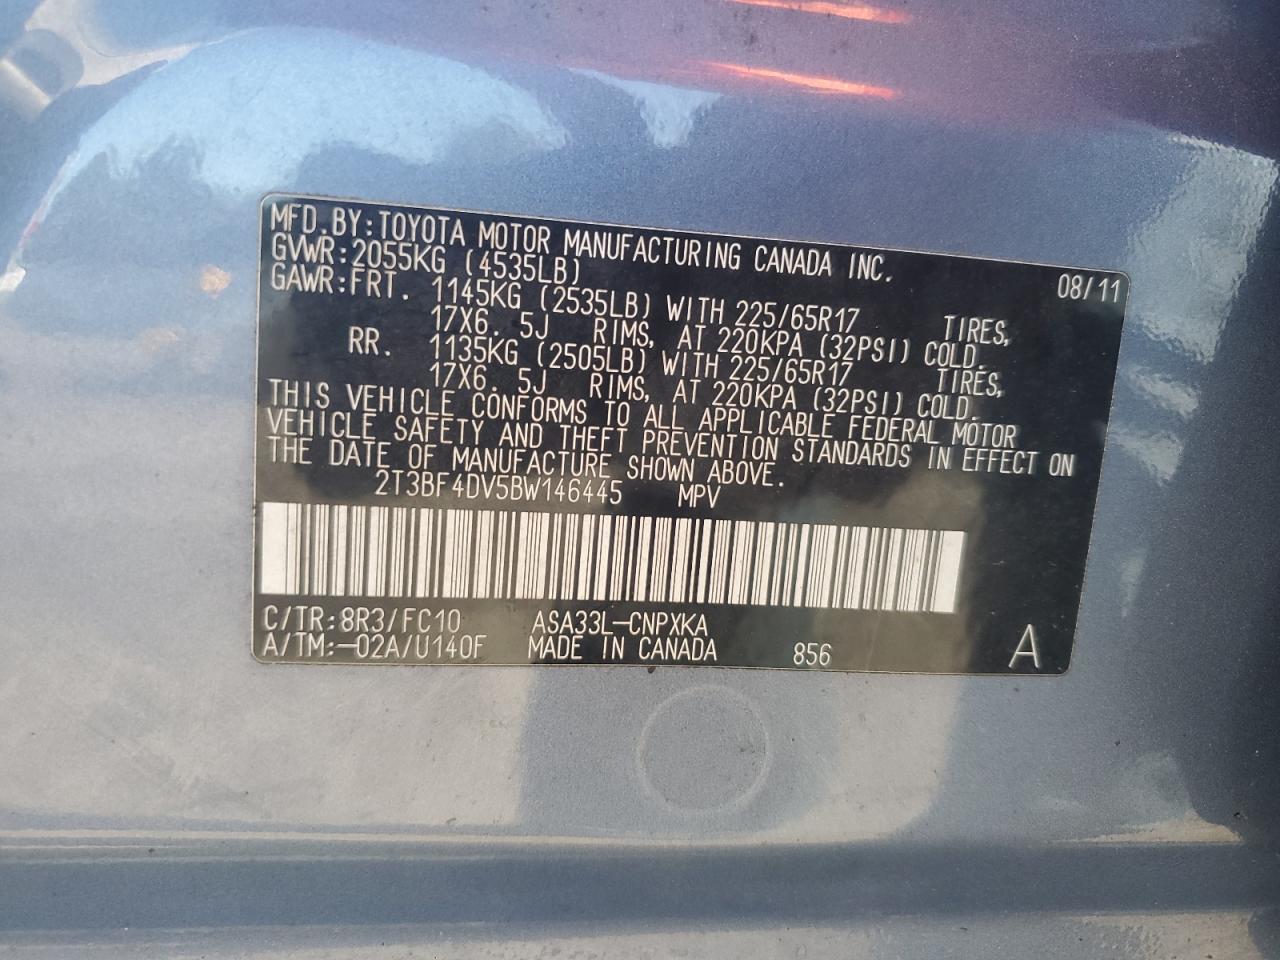 MFD.BY:TOYOTA MOTOR MANUFACTURING CANADA INC.
GVWR:2055KG (4535LB) 08/11
GAWR:FRT. 1145KG (2535LB) WITH 225/65R17 TIRES,
17X6. 5J RIMS, AT 220KPA (32PSI) COLD.
RR. 1135KG (2505LB) WITH 225/65R17 TIRES,
17X6. 5J RIMS, AT 220KPA (32PSI) COLD.
THIS VEHICLE CONFORMS TO ALL APPLICABLE FEDERAL MOTOR
VEHICLE SAFETY AND THEFT PREVENTION STANDARDS IN EFFECT ON
THE DATE OF MANUFACTURE SHOWN ABOVE.
2T3BF4DV5BW146445 MPV
C/TR:8R3/FC10 ASA33L-CNPXKA
A/TM:-02A/U140F MADE IN CANADA 856 A